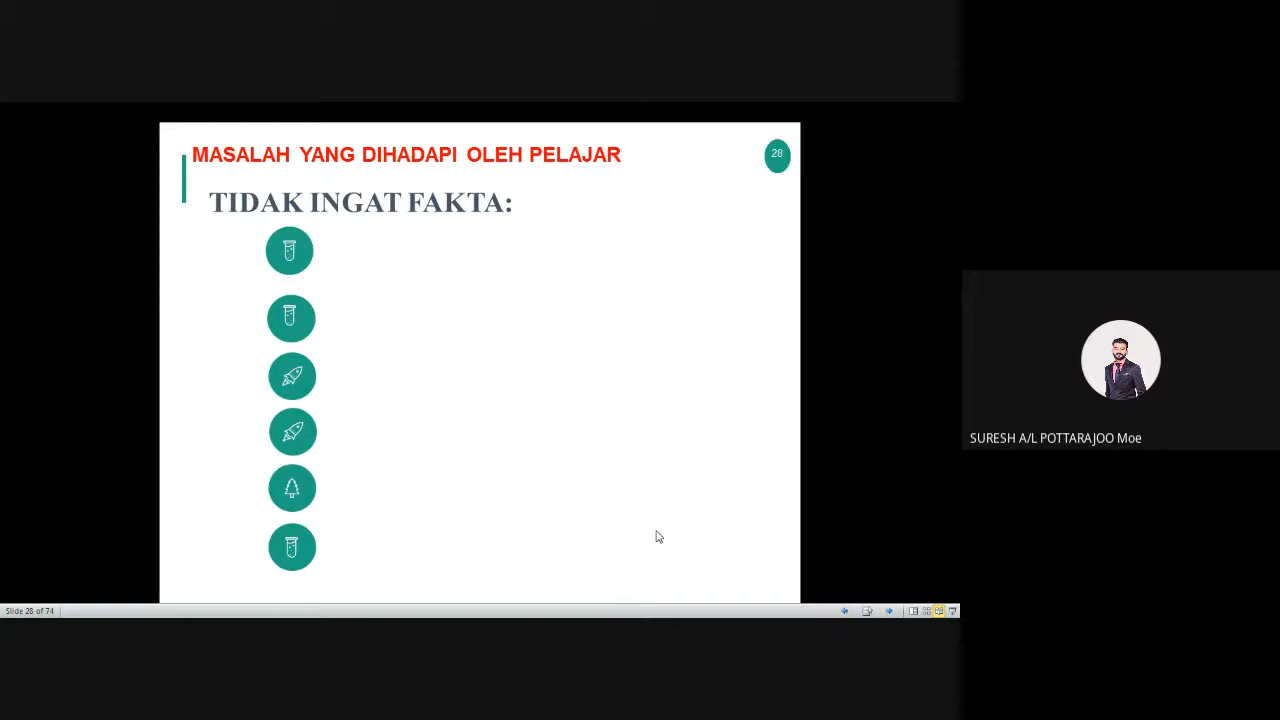 MASALAH YANG DIHADAPI OLEH PELAJAR
28
TIDAK INGAT FAKTA:
SURESH A/L POTTARAJOO Moe
Slide 28 of 74